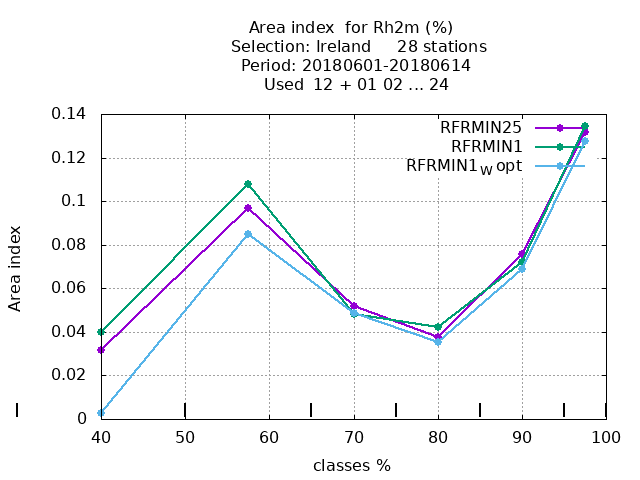 Area index  for Rh2m (%)
Selection: Ireland     28 stations
Period: 20180601-20180614
Used  12 + 01 02 ... 24
RFRMIN25
RFRMIN1
RFRMIN1W opt
Area index
0.14
0.12
0.1
0.08
0.06
0.04
0.02
0
40 50 60 70 80 90 100
classes %